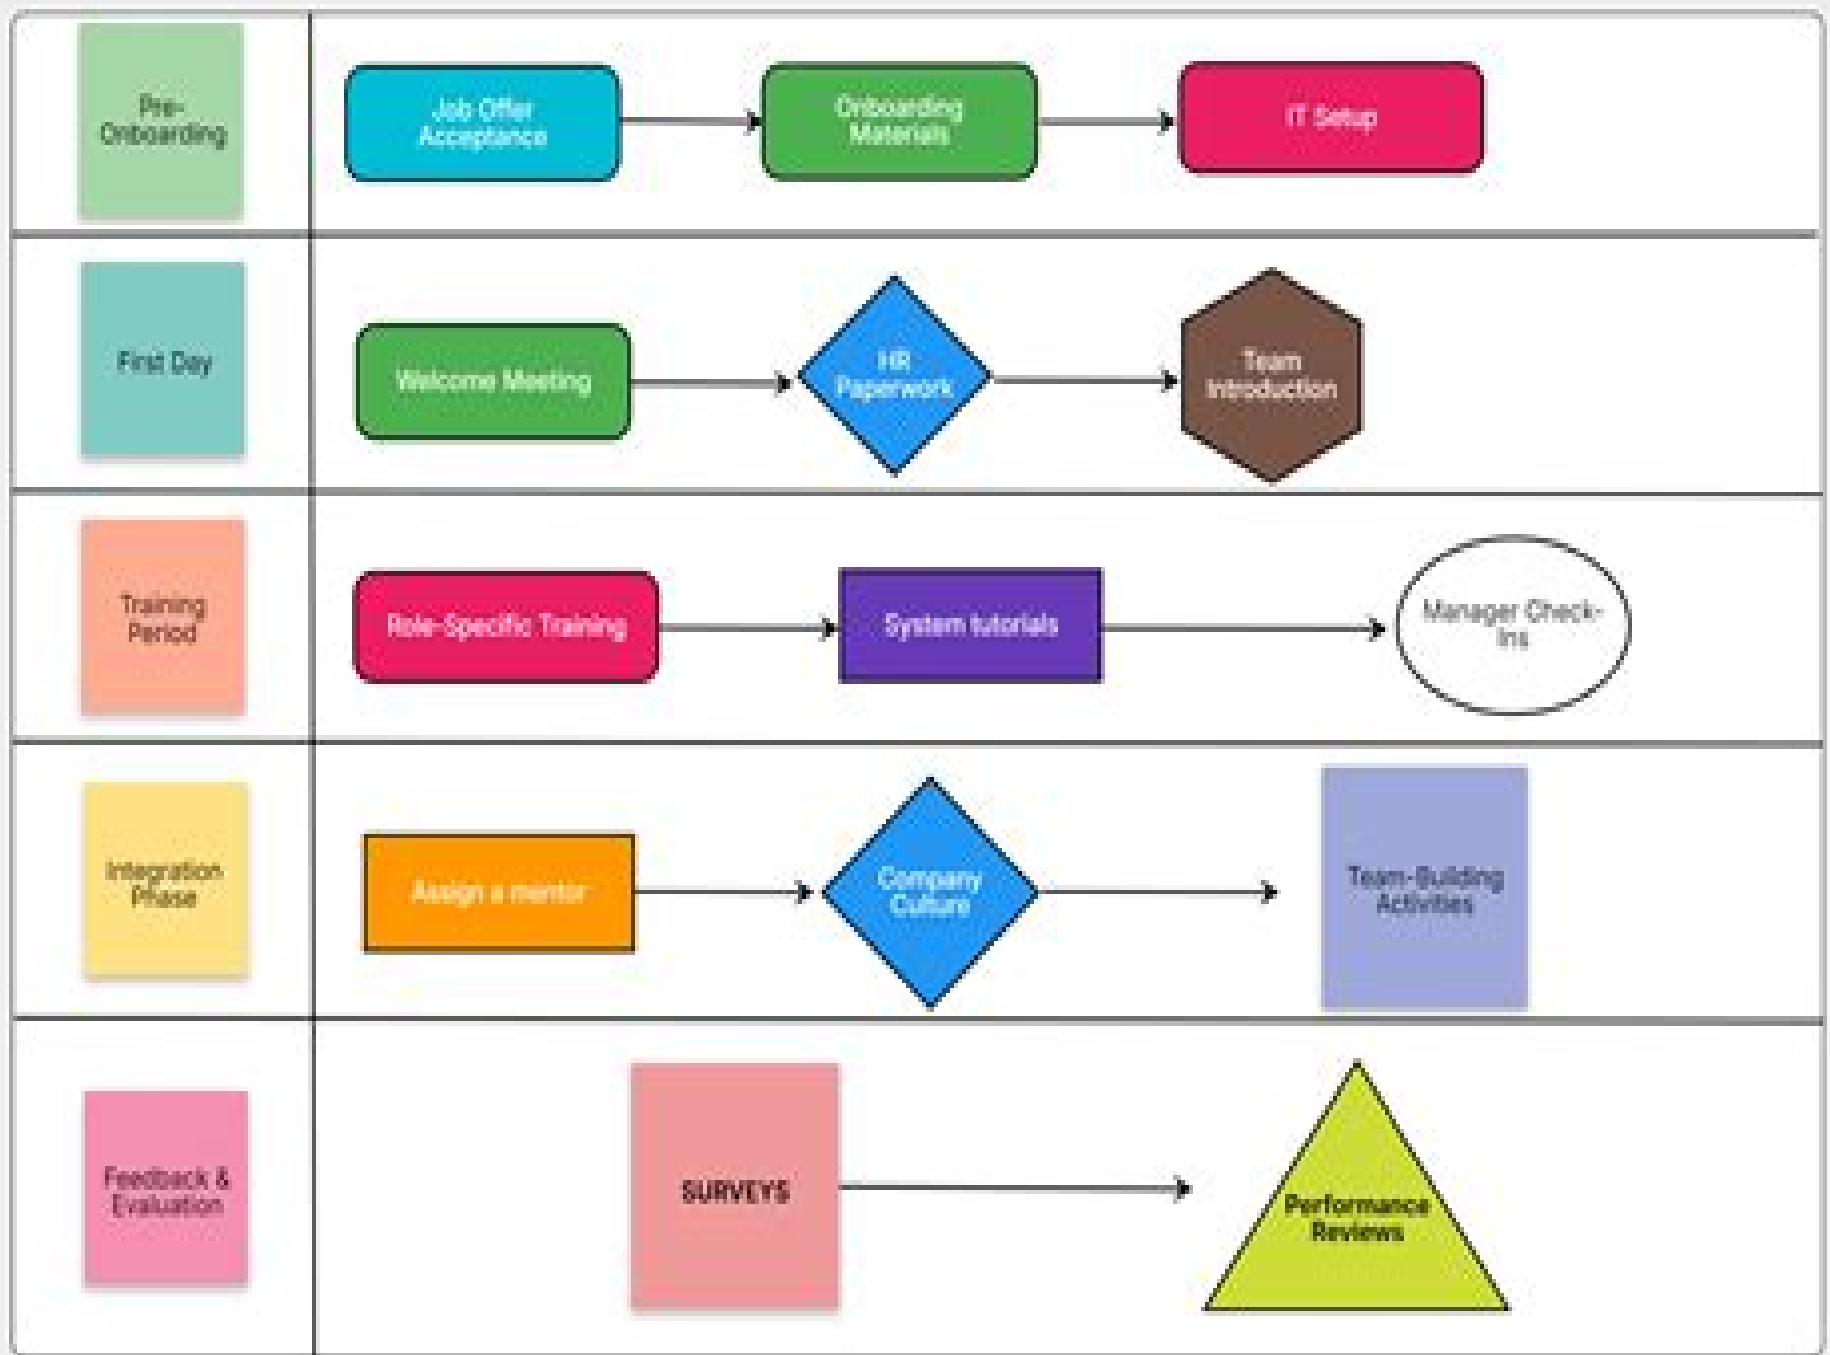 Pre-
Onboarding
Job Offer
Acceptance
Onboarding
Materials
IT Setup
First Day
Welcome Meeting
HR
Paperwork
Team
Introduction
Training
Period
Role-Specific Training
System tutorials
Manager Check-
Ins
Integration
Phase
Assign a mentor
Company
Culture
Team-Building
Activities
Feedback &
Evaluation
SURVEYS
Performance
Reviews